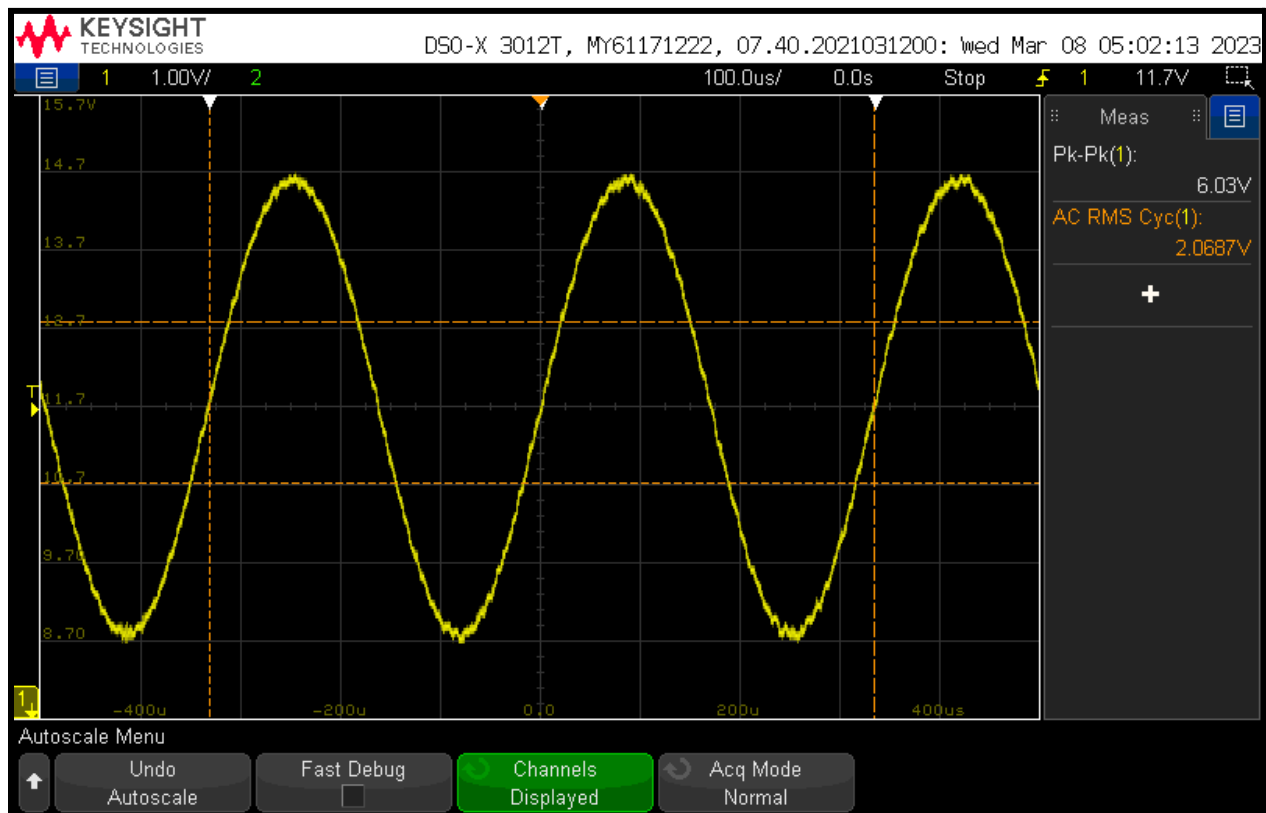 KEYSIGHT
TECHNOLOGIES
DSO-X 3012T, MY61171222, 07.40.2021031200: Wed Mar 08 05:02:13 2023
1 1.00V/ 2 100.0us/ 0.0s Stop 1 11.7V
15.7V
14.7
13.7
13.7
T
11.7
10.7
9.70
8.70
1
-400u -200u 0.0 200u 400us
Meas
Pk-Pk(1):
6.03V
AC RMS Cyc(1):
2.0687V
Autoscale Menu
Undo
Autoscale
Fast Debug
Channels
Displayed
Acq Mode
Normal